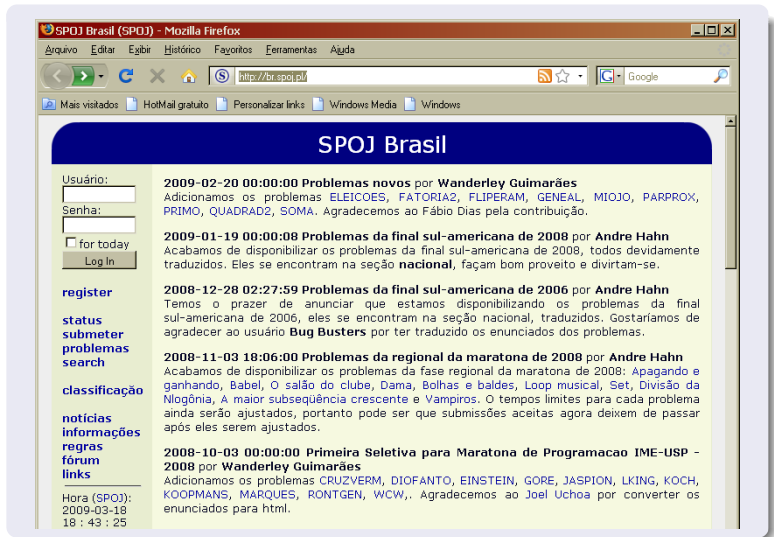 SPOJ Brasil (SPOJ) - Mozilla Firefox
Arquivo Editar Exibir Histórico Favoritos Ferramentas Ajuda
http://br.spoj.pl/
Google
Mais visitados HotMail gratuito Personalizar links Windows Media Windows
SPOJ Brasil
Usuário:
Senha:
for today
Log In
register
status
submeter
problemas
search
classificação
notícias
informações
regras
fórum
links
Hora (SPOJ):
2009-03-18
18 : 43 : 25
2009-02-20 00:00:00 Problemas novos por Wanderley Guimarães
Adicionamos os problemas ELEICOES, FATORIA2, FLIPERAM, GENEAL, MIOJO, PARPROX,
PRIMO, QUADRAD2, SOMA. Agradecemos ao Fábio Dias pela contribuição.
2009-01-19 00:00:08 Problemas da final sul-americana de 2008 por Andre Hahn
Acabamos de disponibilizar os problemas da final sul-americana de 2008, todos devidamente
traduzidos. Eles se encontram na seção nacional, façam bom proveito e divirtam-se.
2008-12-28 02:27:59 Problemas da final sul-americana de 2006 por Andre Hahn
Temos o prazer de anunciar que estamos disponibilizando os problemas da final
sul-americana de 2006, eles se encontram na seção nacional, traduzidos. Gostaríamos de
agradecer ao usuário Bug Busters por ter traduzido os enunciados dos problemas.
2008-11-03 18:06:00 Problemas da regional da maratona de 2008 por Andre Hahn
Acabamos de disponibilizar os problemas da fase regional da maratona de 2008: Apagando e
ganhando, Babel, O salão do clube, Dama, Bolhas e baldes, Loop musical, Set, Divisão da
Nlogônia, A maior subseqüência crescente e Vampiros. O tempos limites para cada problema
ainda serão ajustados, portanto pode ser que submissões aceitas agora deixem de passar
após eles serem ajustados.
2008-10-03 00:00:00 Primeira Seletiva para Maratona de Programacao IME-USP -
2008 por Wanderley Guimarães
Adicionamos os problemas CRUZVERM, DIOFANTO, EINSTEIN, GORE, JASPION, LKING, KOCH,
KOOPMANS, MARQUES, RONTGEN, WCW,. Agradecemos ao Joel Uchoa por converter os
enunciados para html.